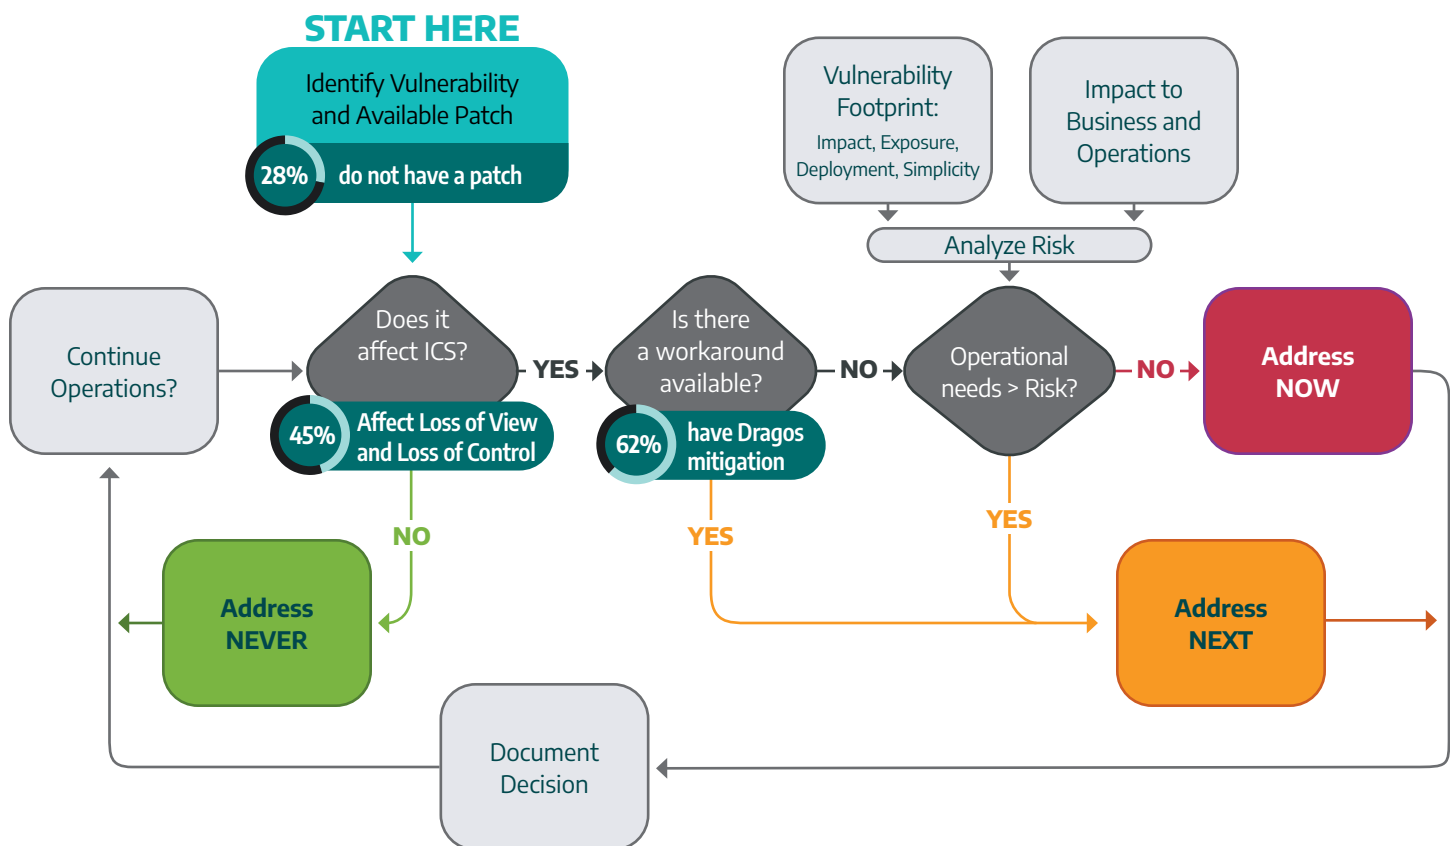 START HERE
Identify Vulnerability
and Available Patch
28%
do not have a patch
Vulnerability
Footprint:
Impact, Exposure,
Deployment, Simplicity
Impact to
Business and
Operations
Analyze Risk
Continue
Operations?
Does it
affect ICS?
45%
Affect Loss of View
and Loss of Control
YES
Is there
a workaround
available?
62%
have Dragos
mitigation
NO
Operational
needs > Risk?
NO
Address
NOW
NO
YES
YES
Address
NEVER
Address
NEXT
Document
Decision